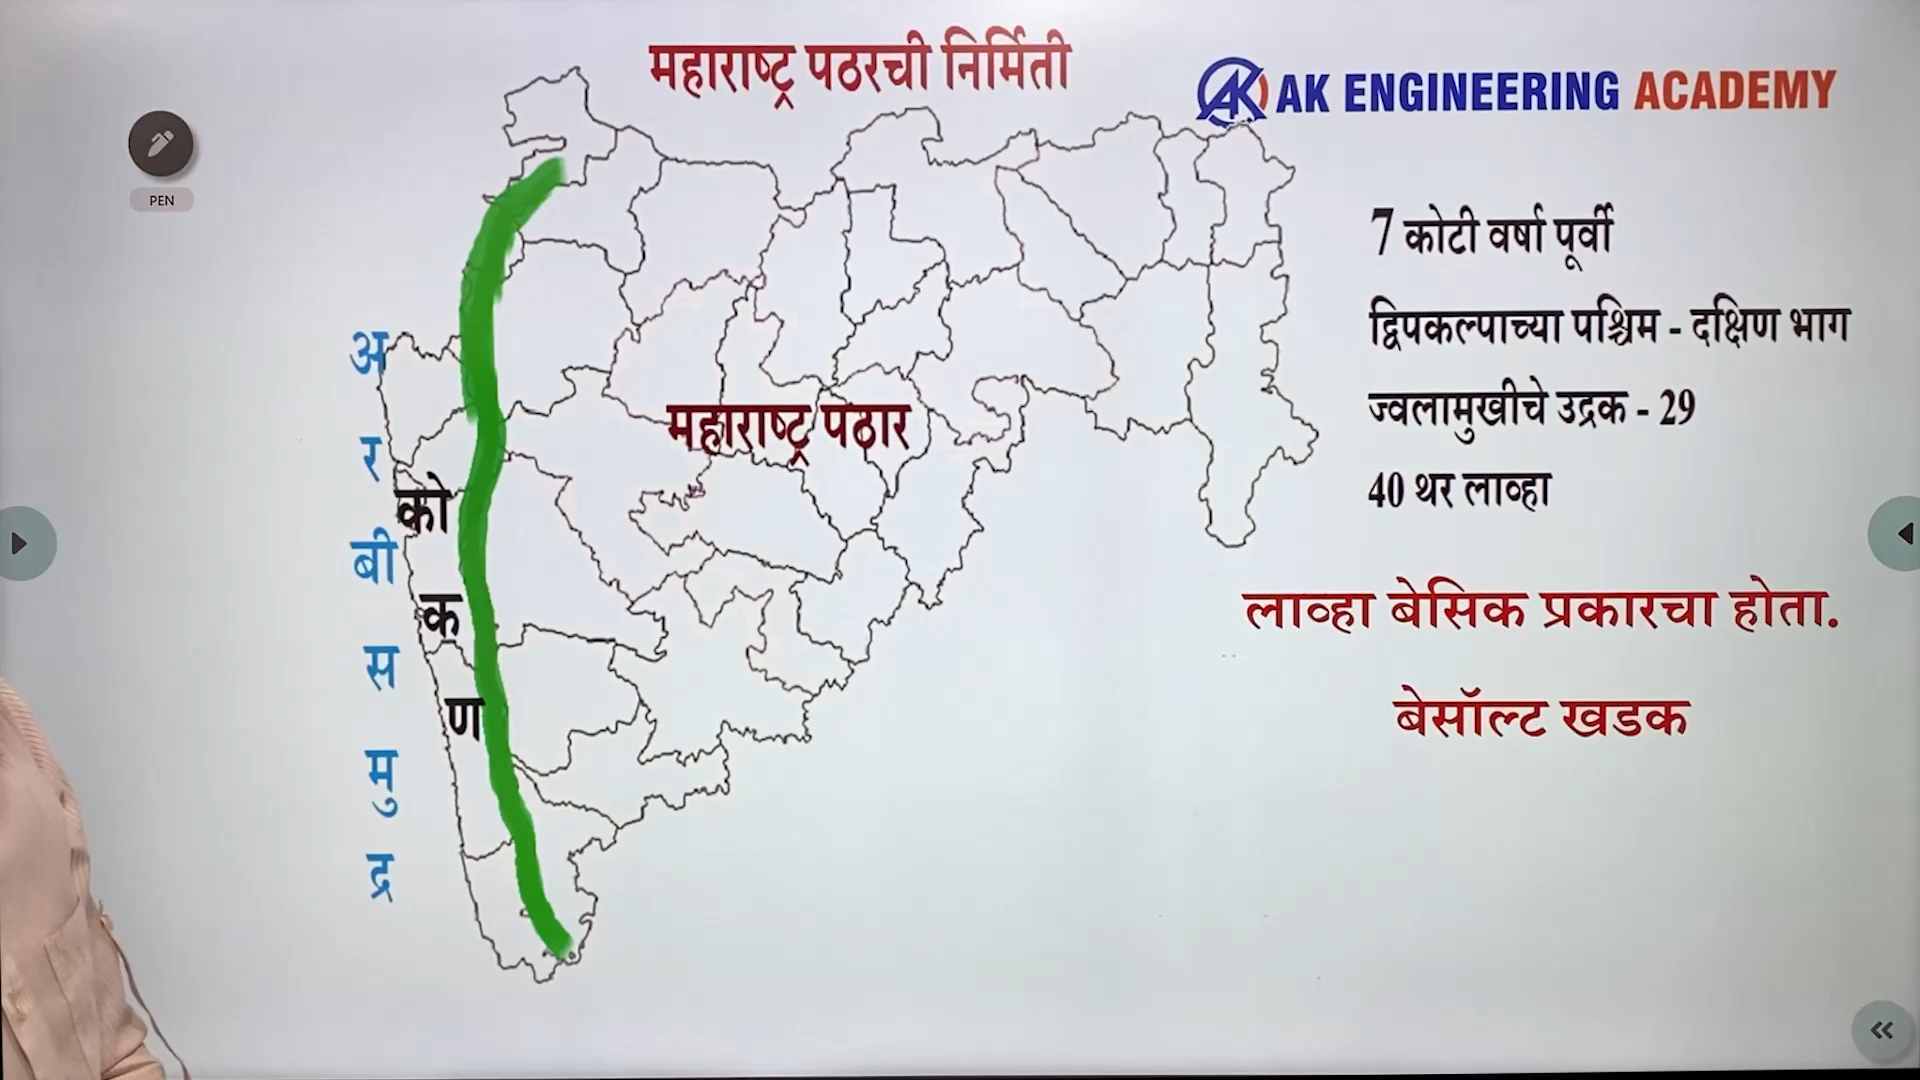 महाराष्ट्र पठरची निर्मिती
AK ENGINEERING ACADEMY
PEN
7 कोटी वर्षा पूर्वी
द्विपकल्पाच्या पश्चिम - दक्षिण भाग
ज्वलामुखीचे उद्रक - 29
40 थर लाव्हा
लाव्हा बेसिक प्रकारचा होता.
बेसॉल्ट खडक
महाराष्ट्र पठार
अ
र
बी
स
मु
द्र
को
क
ण